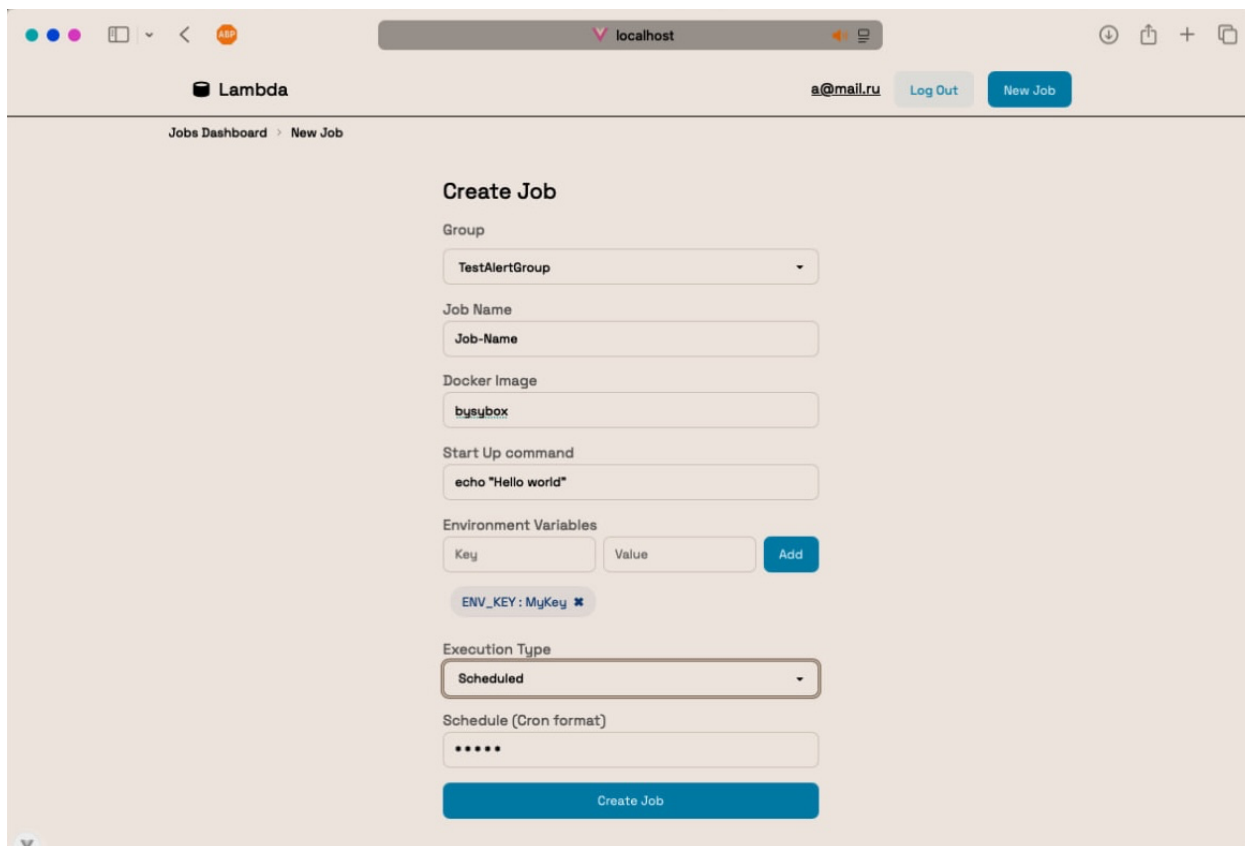 ABP
localhost
Lambda
a@mail.ru Log Out New Job
Jobs Dashboard > New Job
Create Job
Group
TestAlertGroup
Job Name
Job-Name
Docker Image
bysybox
Start Up command
echo "Hello world"
Environment Variables
Key Value Add
ENV_KEY : MyKey ✖
Execution Type
Scheduled
Schedule (Cron format)
* * * * *
Create Job